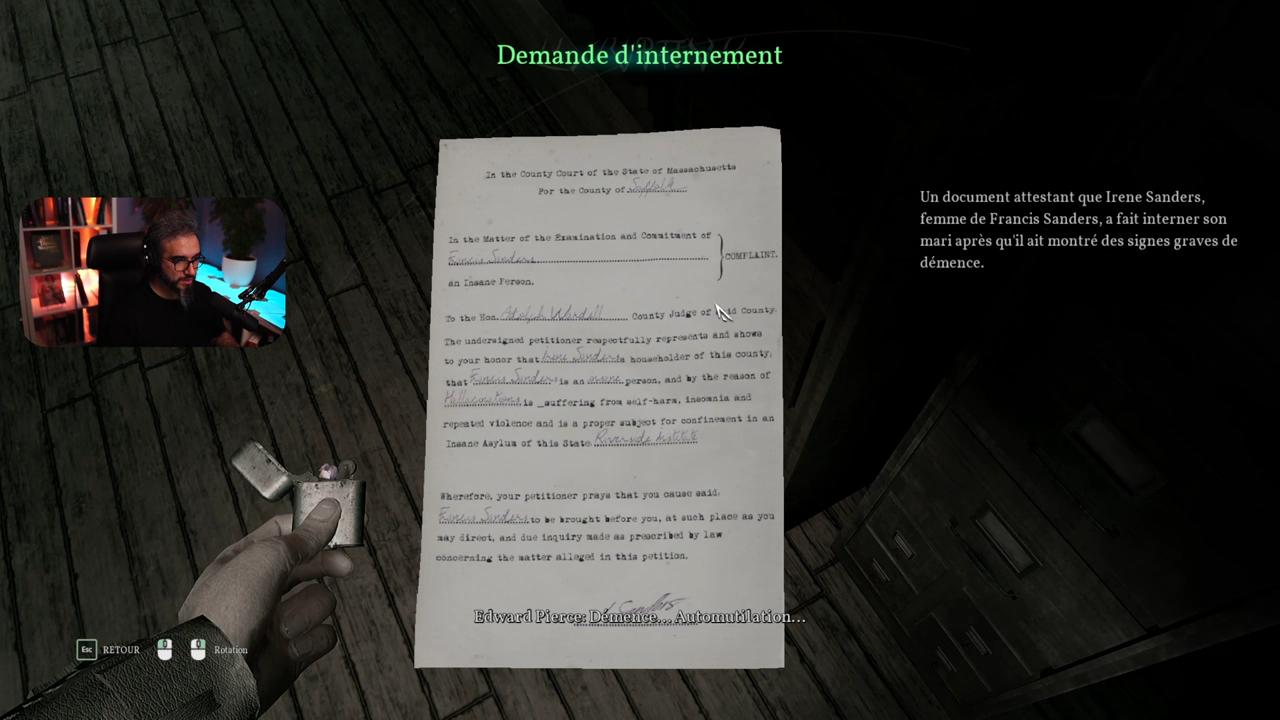 Demande d'internement
In the County Court of the State of Massachusetts
For the County of Suffolk
In the Matter of the Examination and Commitment of
Francis Sanders
COMPLAINT.
an Insane Person.
To the Hon. Adolph Wardell County Judge of said County.
The undersigned petitioner respectfully represents and shows
to your honor that Irene Sanders a householder of this county,
that Francis Sanders is an insane person, and by the reason of
Hallucinations is _suffering from self-harm, insomnia and
repeated violence and is a proper subject for confinement in an
Insane Asylum of this State. Riverside Institute
Wherefore, your petitioner prays that you cause said.
Francis Sanders to be brought before you, at such place as you
may direct, and due inquiry made as prescribed by law
concerning the matter alleged in this petition.
Sanders
Edward Pierce: Démence... Automutilation...
Un document attestant que Irene Sanders,
femme de Francis Sanders, a fait interner son
mari après qu'il ait montré des signes graves de
démence.
Esc RETOUR Rotation